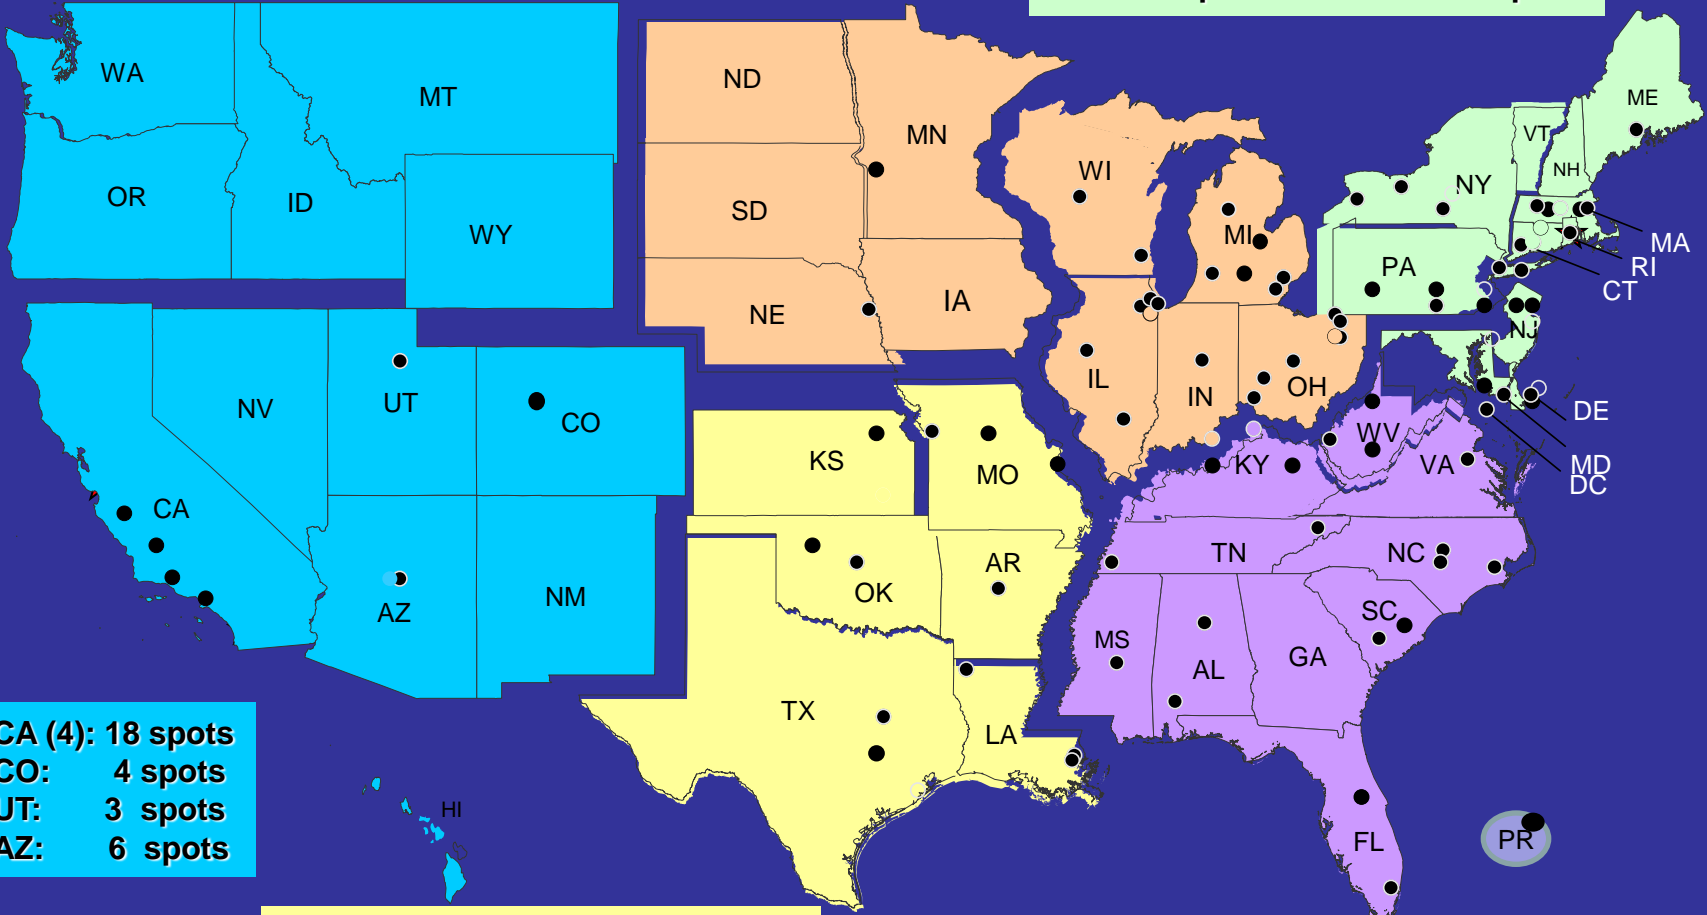 WA
MT
ND
MN
ME
VT
WI
NH
NY
OR
ID
SD
WY
MI
MA
PA
RI
CT
NE
IA
NJ
IL
IN
OH
NV
UT
CO
DE
KS
MO
KY
WV
VA
MD
DC
CA
TN
NC
AR
OK
AZ
NM
SC
MS
AL
GA
TX
LA
CA (4): 18 spots
CO: 4 spots
UT: 3 spots
AZ: 6 spots
HI
FL
PR